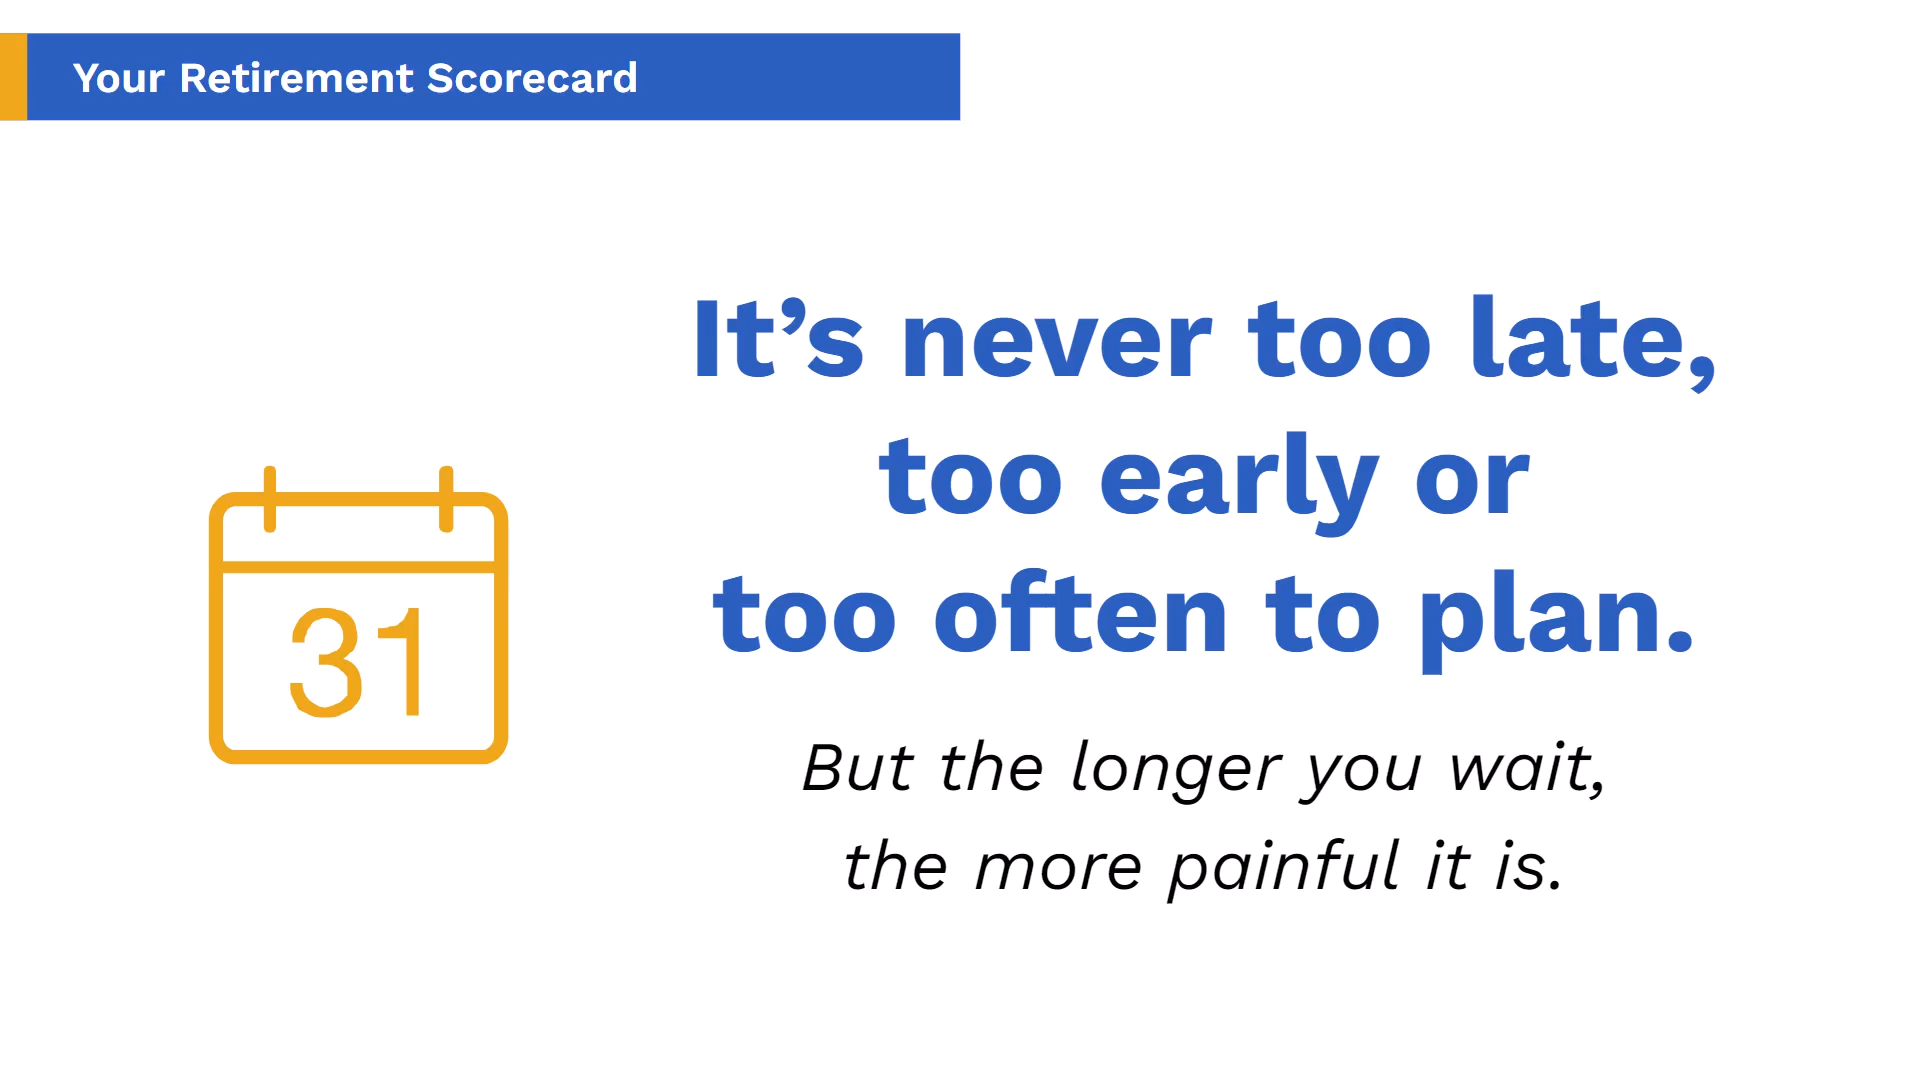 Your Retirement Scorecard
It’s never too late,
too early or
too often to plan.
31
But the longer you wait,
the more painful it is.